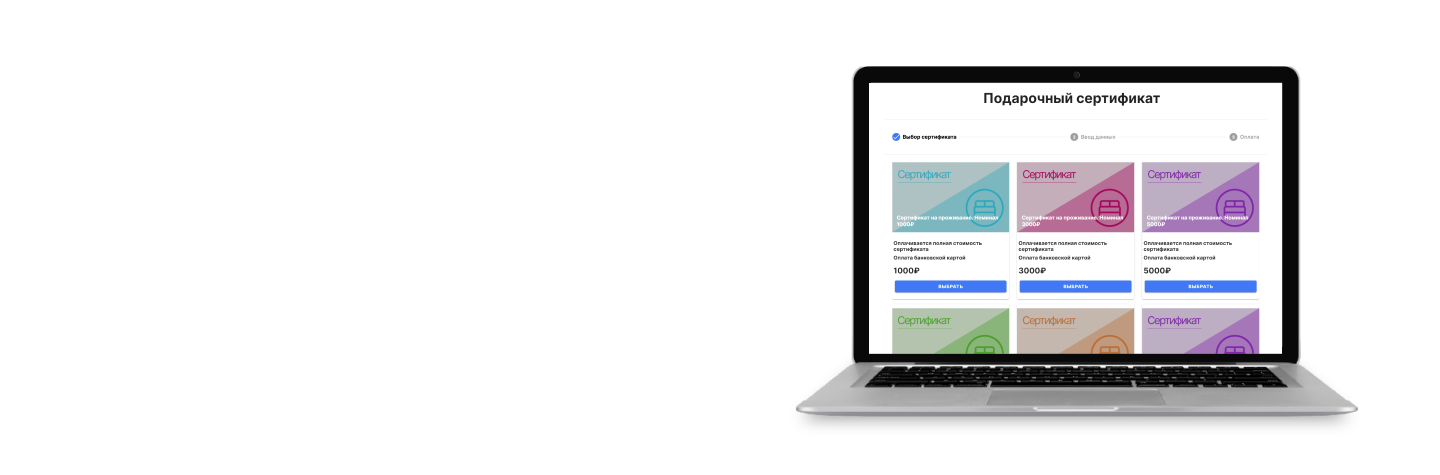 Подарочный сертификат
Выбор сертификата
2 Ввод данных
3 Оплата
Сертификат
Сертификат на проживание. Номинал
1000₽
Сертификат
Сертификат на проживание. Номинал
3000₽
Сертификат
Сертификат на проживание. Номинал
5000₽
Оплачивается полная стоимость
сертификата
Оплата банковской картой
1000₽
ВЫБРАТЬ
Оплачивается полная стоимость
сертификата
Оплата банковской картой
3000₽
ВЫБРАТЬ
Оплачивается полная стоимость
сертификата
Оплата банковской картой
5000₽
ВЫБРАТЬ
Сертификат
Сертификат
Сертификат